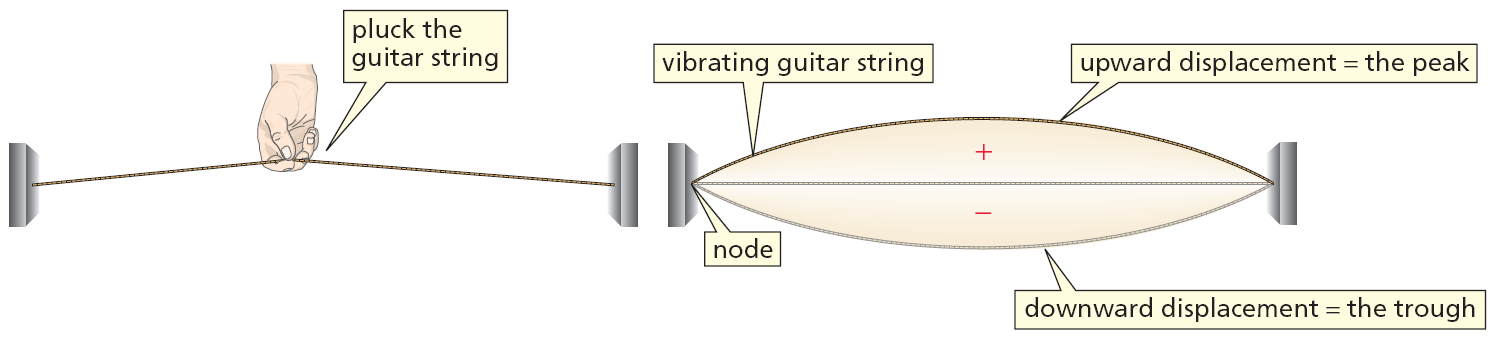 pluck the
guitar string
vibrating guitar string
upward displacement = the peak
+
−
node
downward displacement = the trough